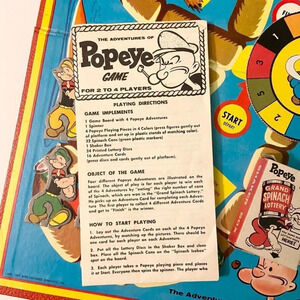 THE ADVENTURES OF
Popeye
GAME
FOR 2 TO 4 PLAYERS
PLAYING DIRECTIONS
GAME IMPLEMENTS
1 Game Board with 4 Popeye Adventures
1 Spinner
4 Popeye Playing Pieces in 4 Colors (press figures gently out
of platform and set up in plastic stands of matching color)
32 Spinach Cans (green plastic markers)
1 Shaker Box
24 Printed Lottery Discs
16 Adventure Cards
(press discs and cards gently out of platform).
OBJECT OF THE GAME
Four different Popeye Adventures are illustrated on the
board. The object of play is for each player to win each
of the 4 Adventures by "eating" the right number of cans
of Spinach, which are won in the "Grand Spinach Lottery."
He picks up an Adventure Card for completing each Adventure.
The first player to collect 4 different Adventure Cards
and get to "Finish" is the winner.
HOW TO START PLAYING
1. Lay out the Adventure Cards on each of the 4 Popeye
Adventures, by matching up the pictures. There should be
one card for each player on each Adventure.
2. Put all the Lottery Discs in the Shaker Box and close
it. Place all the Spinach Cans on the "Spinach Lottery"
spot on the board.
3. Each player takes a Popeye playing piece and places
it at Start. Everyone then spins the spinner. The player who
START
Popeye
GRAND
SPINACH
LOTTERY
HERE
The Adventures